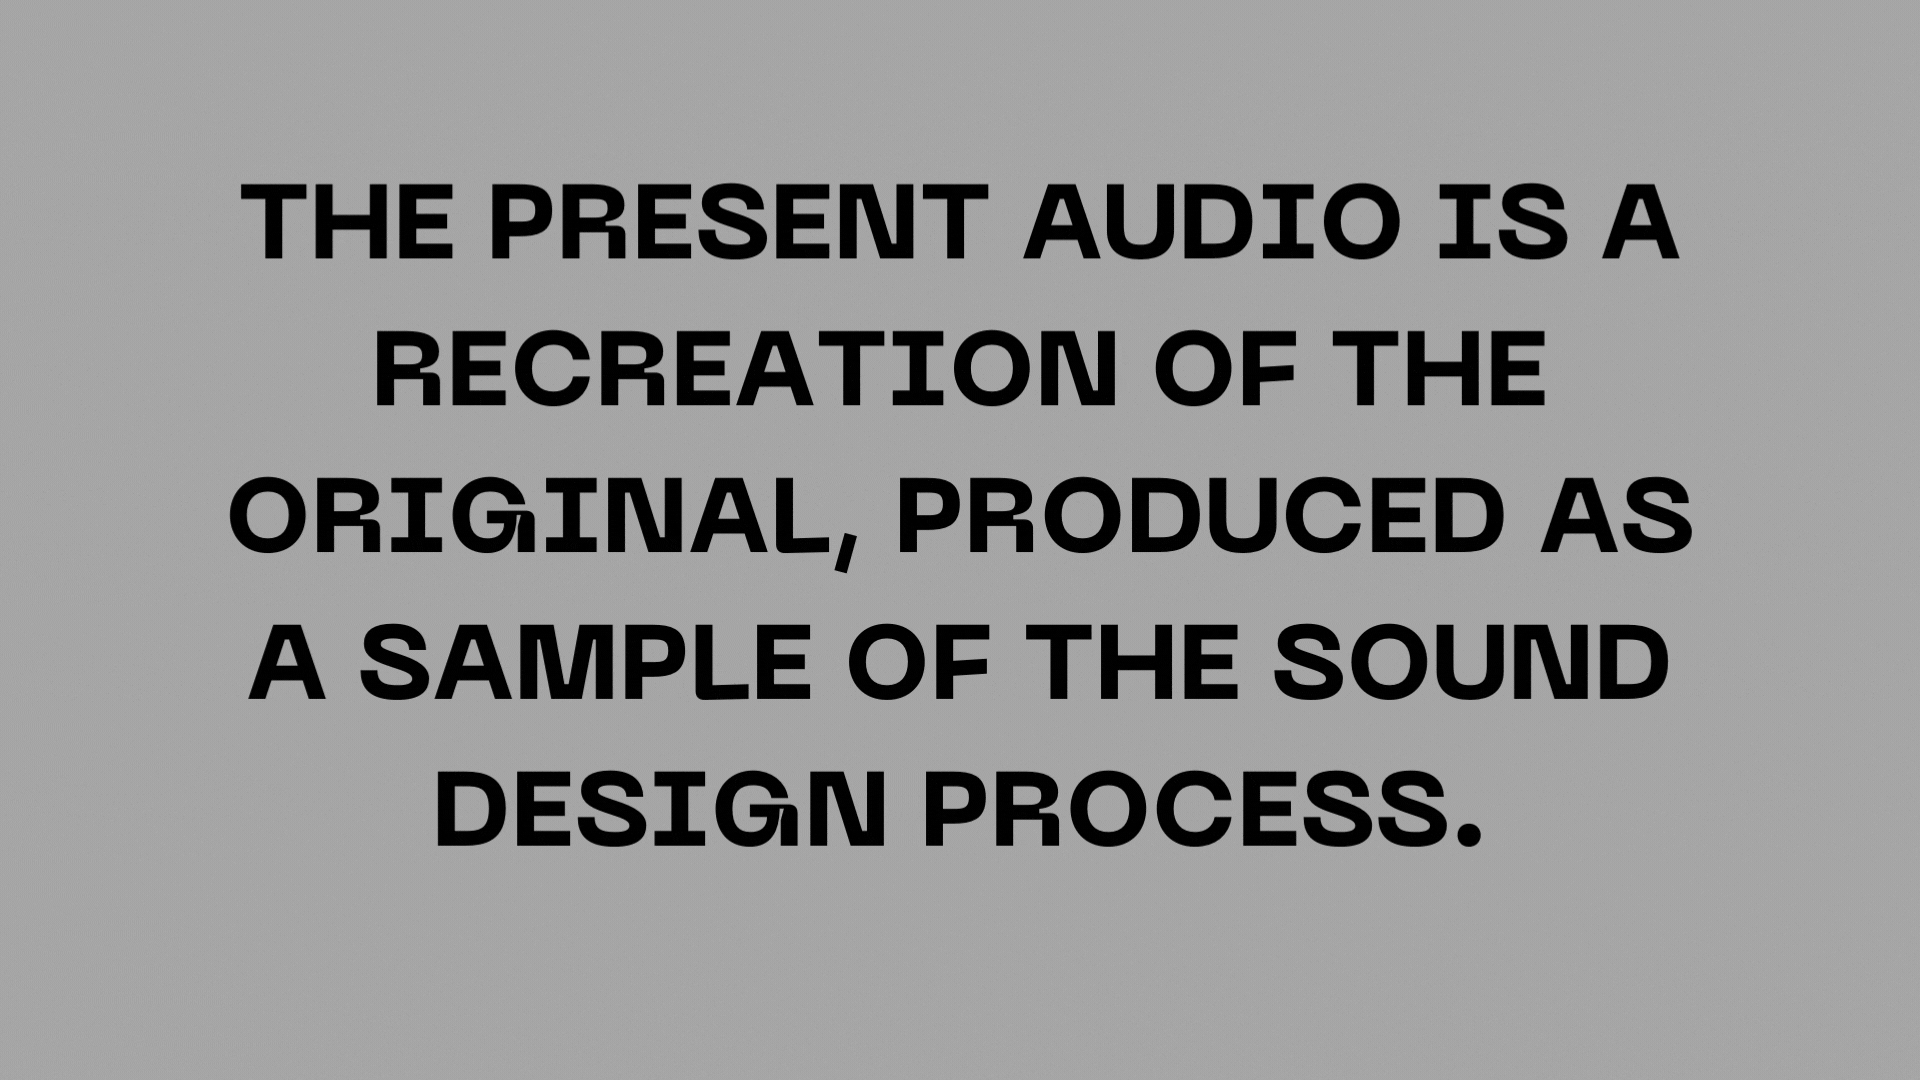 THE PRESENT AUDIO IS A
RECREATION OF THE
ORIGINAL, PRODUCED AS
A SAMPLE OF THE SOUND
DESIGN PROCESS.